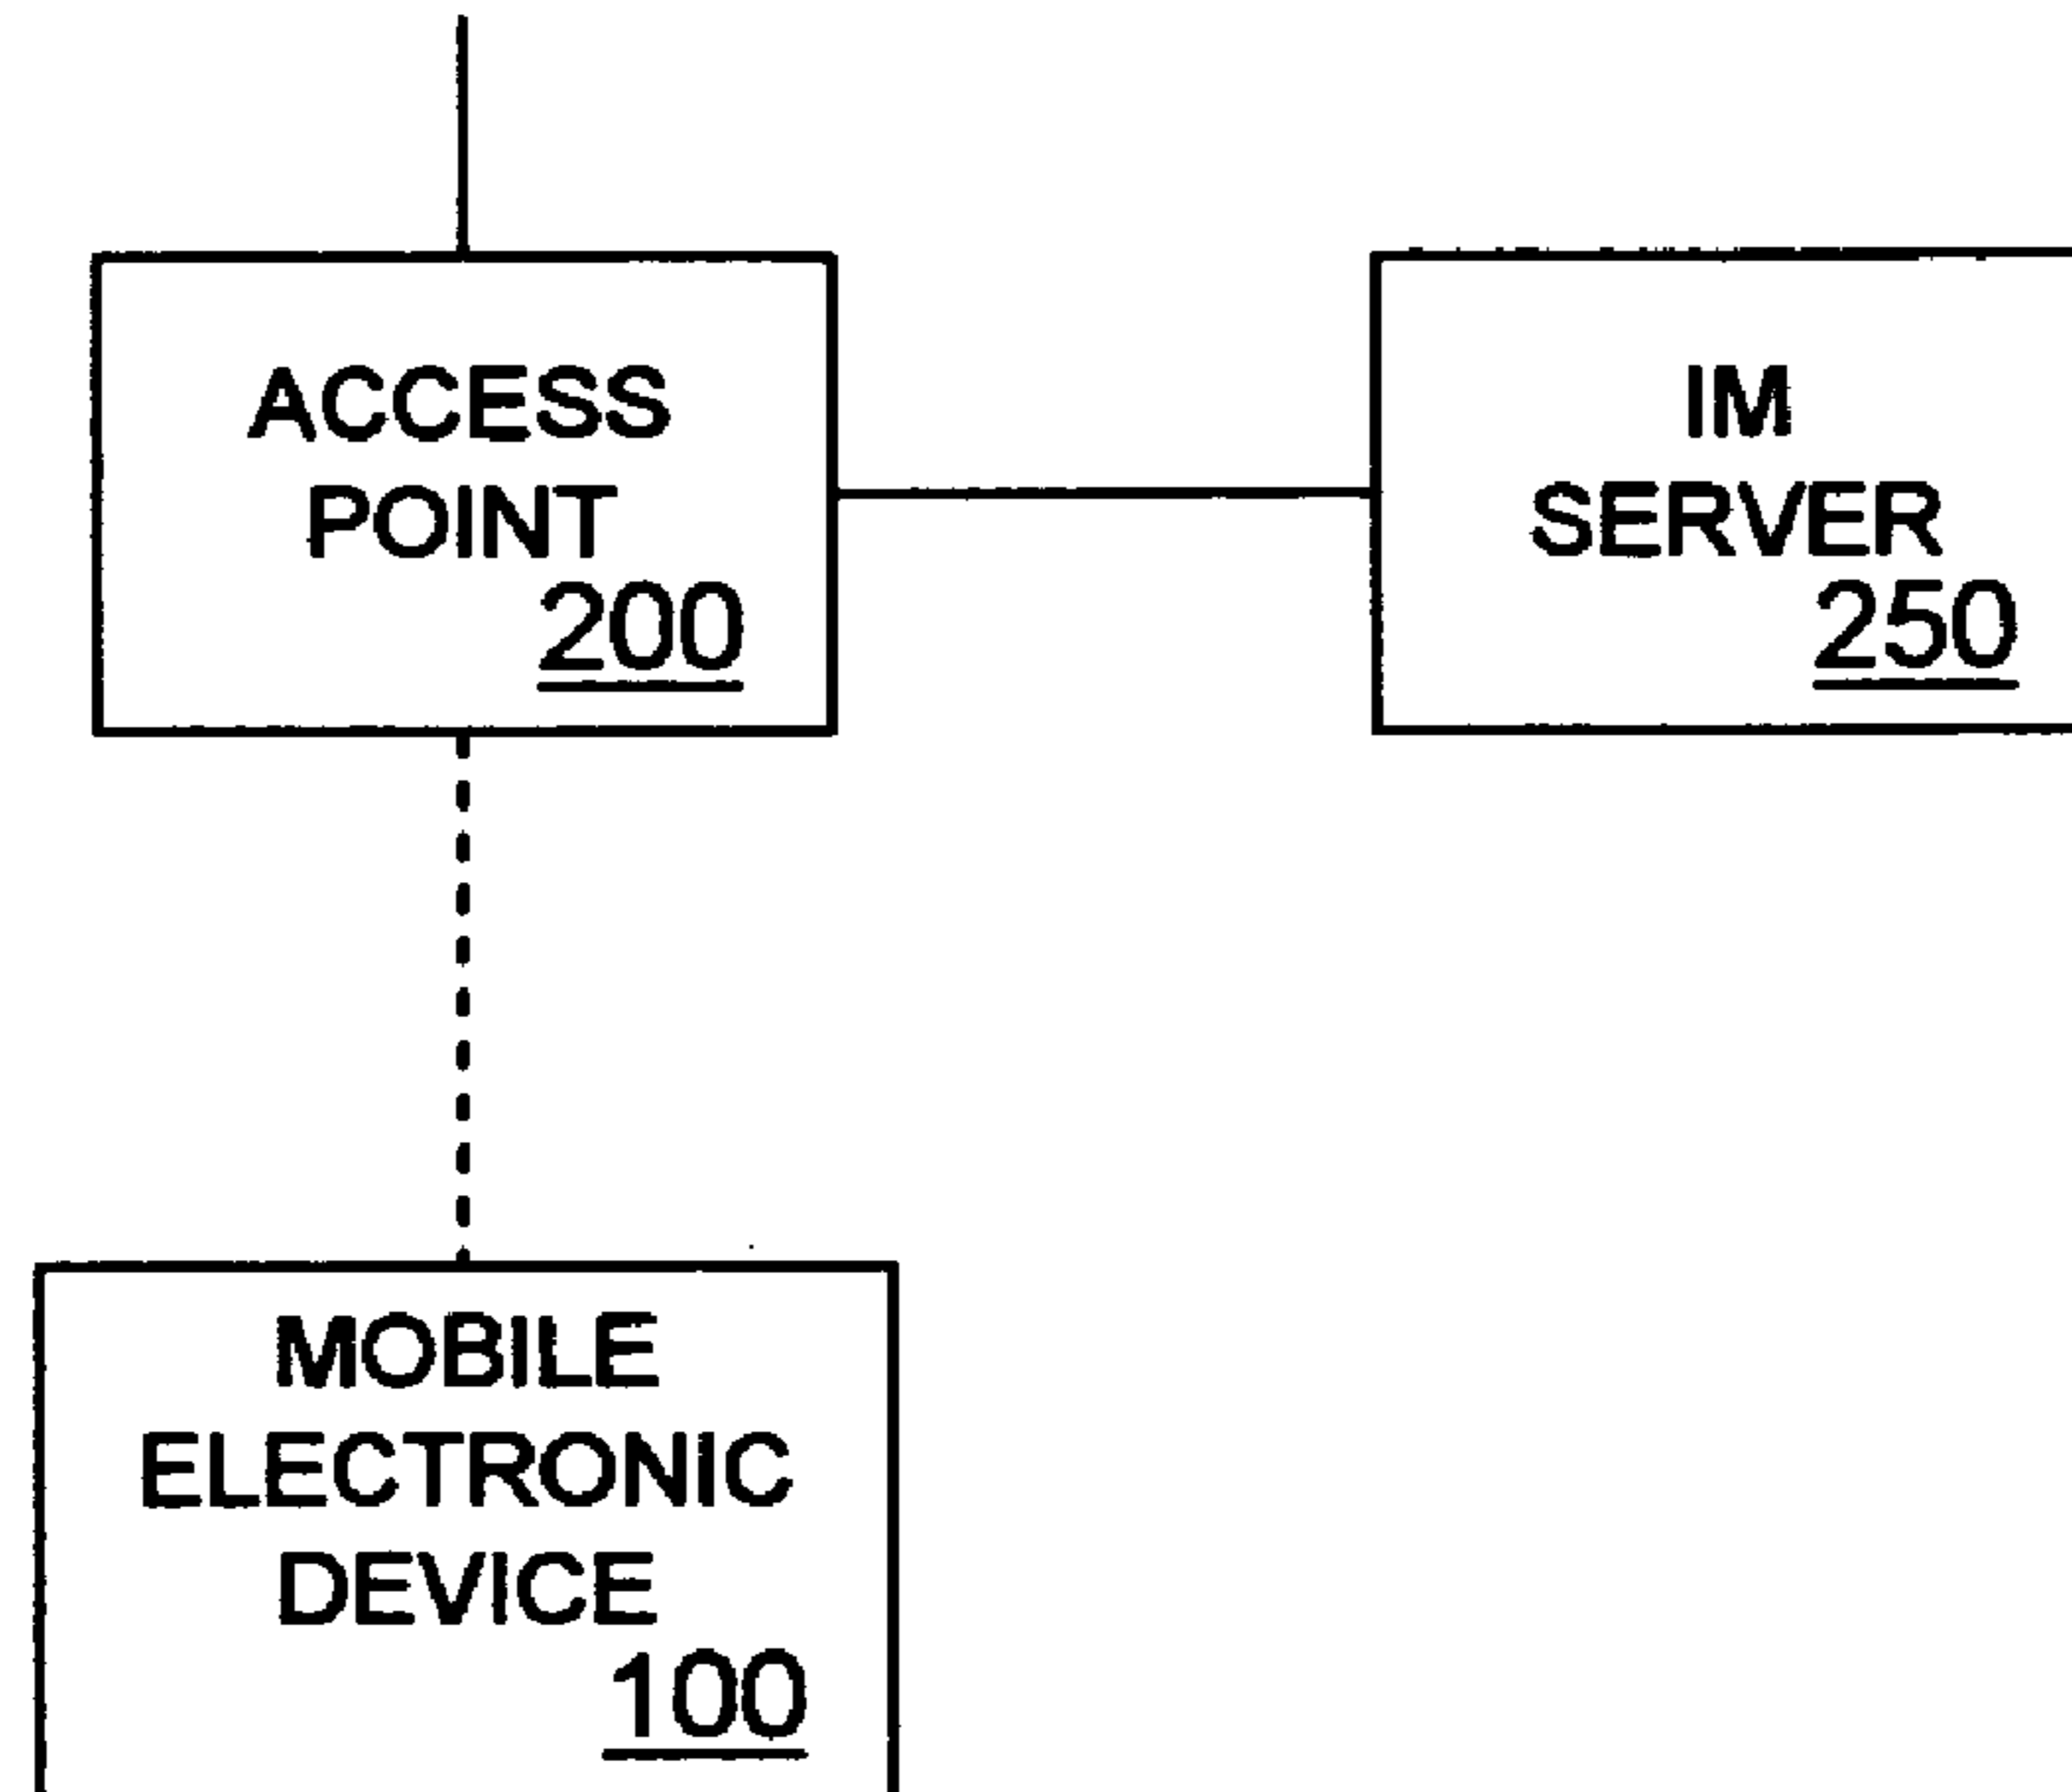 ACCESS
POINT
200
IM
SERVER
250
MOBILE
ELECTRONIC
DEVICE
100